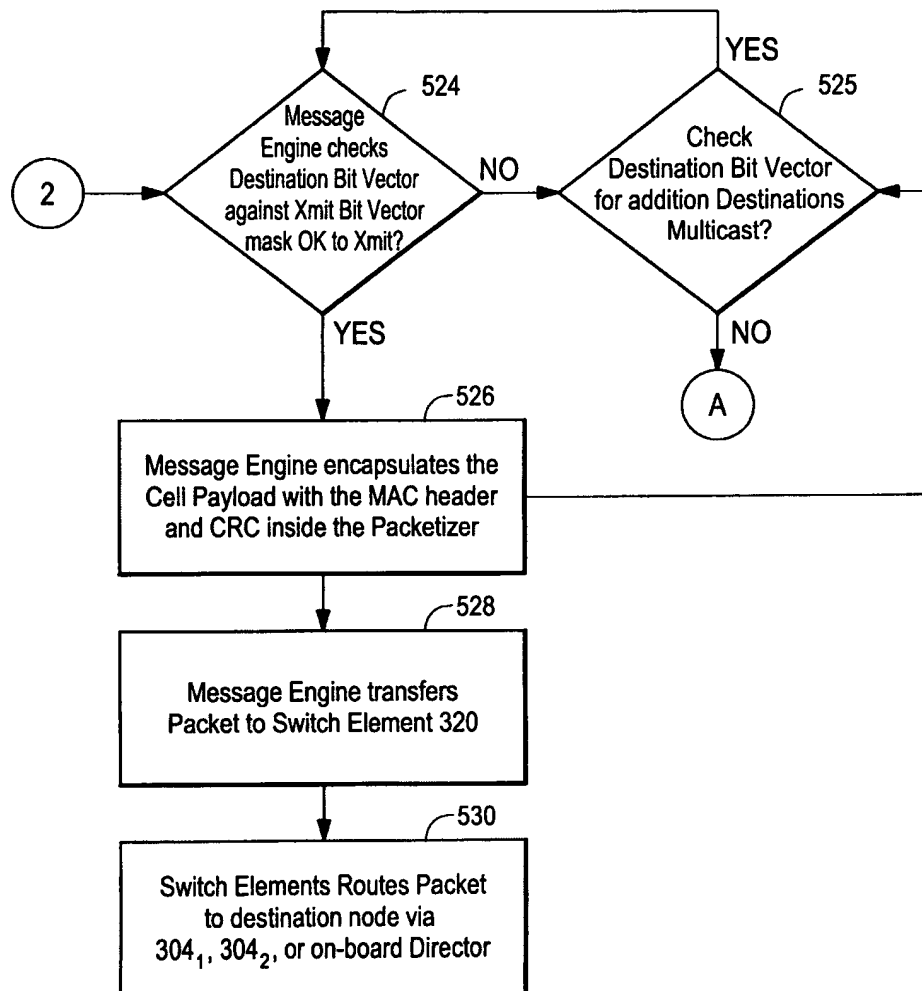 YES
524
525
Message
Engine checks
Destination Bit Vector
against Xmit Bit Vector
mask OK to Xmit?
2
NO
Check
Destination Bit Vector
for addition Destinations
Multicast?
YES
NO
A
526
Message Engine encapsulates the
Cell Payload with the MAC header
and CRC inside the Packetizer
528
Message Engine transfers
Packet to Switch Element 320
530
Switch Elements Routes Packet
to destination node via
304₁, 304₂, or on-board Director